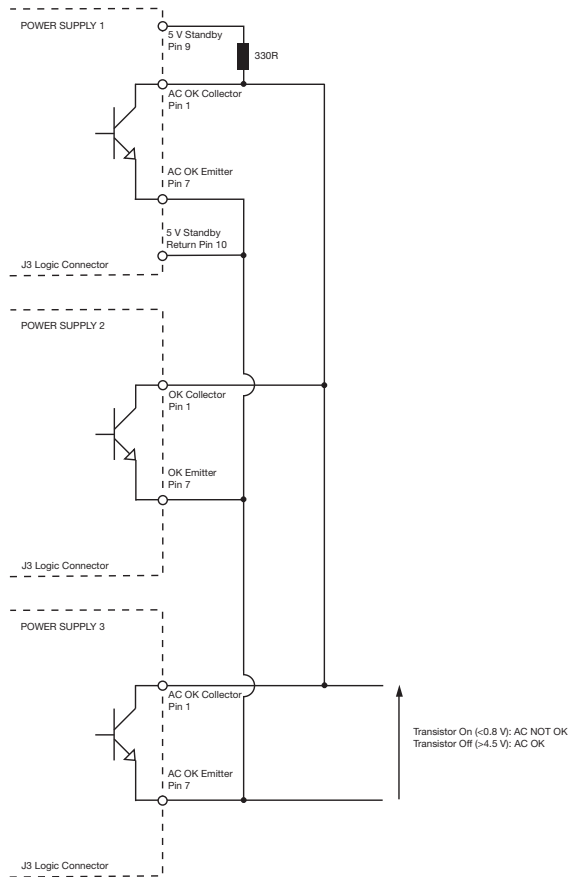 POWER SUPPLY 1
5 V Standby
Pin 9
330R
AC OK Collector
Pin 1
AC OK Emitter
Pin 7
5 V Standby
Return Pin 10
J3 Logic Connector
POWER SUPPLY 2
OK Collector
Pin 1
OK Emitter
Pin 7
J3 Logic Connector
POWER SUPPLY 3
AC OK Collector
Pin 1
Transistor On (<0.8 V): AC NOT OK
Transistor Off (>4.5 V): AC OK
AC OK Emitter
Pin 7
J3 Logic Connector